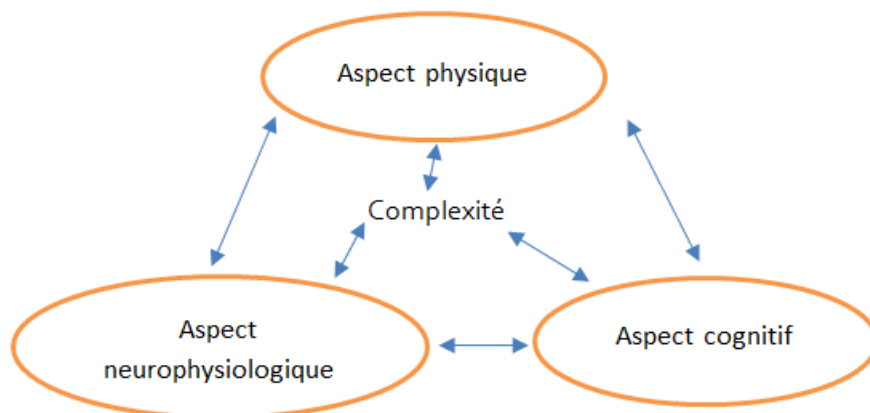 Aspect physique
Complexité
Aspect
neurophysiologique
Aspect cognitif